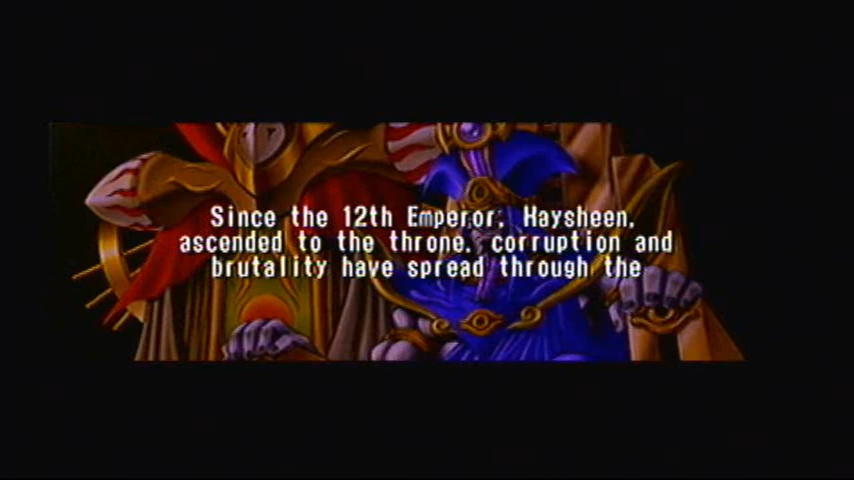 Since the 12th Emperor, Haysheen,
ascended to the throne, corruption and
brutality have spread through the